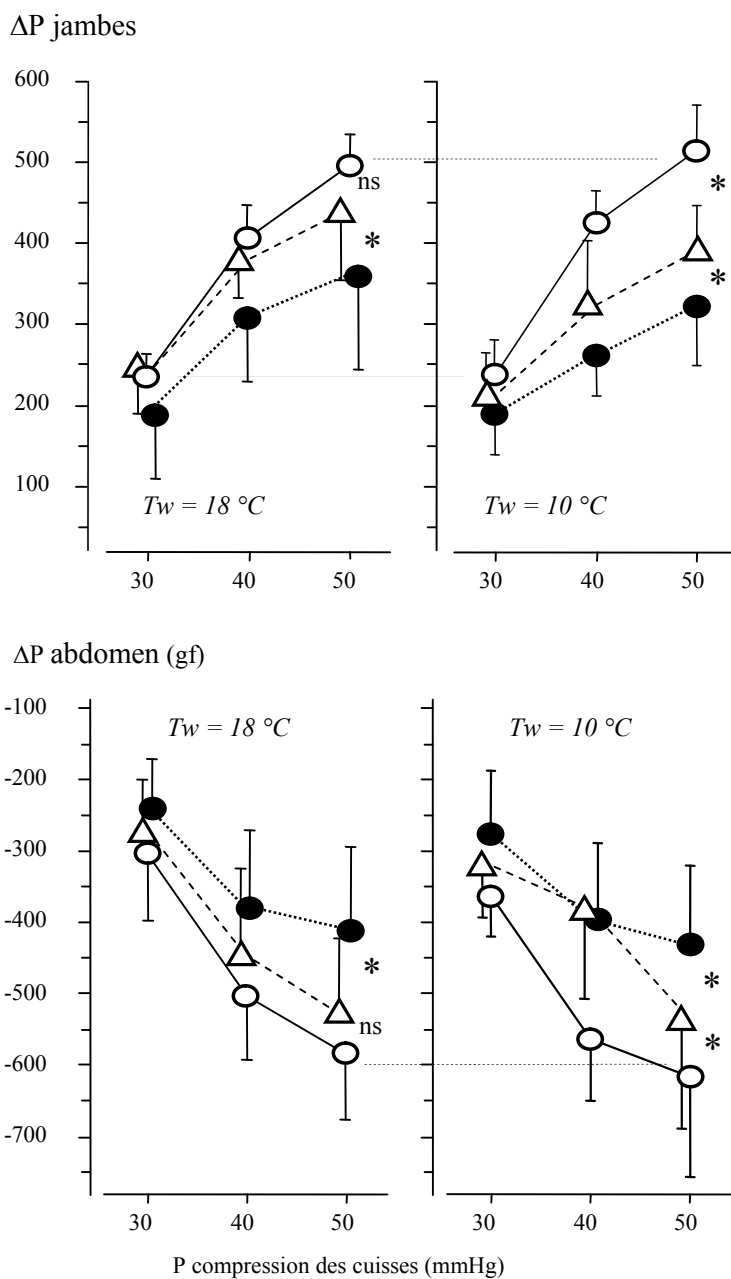 ΔP jambes
600
500
400
300
200
100
ns
*
*
*
Tw = 18 °C
Tw = 10 °C
30 40 50 30 40 50
ΔP abdomen (gf)
-100
-200
-300
-400
-500
-600
-700
Tw = 18 °C
Tw = 10 °C
*
ns
*
*
30 40 50 30 40 50
P compression des cuisses (mmHg)